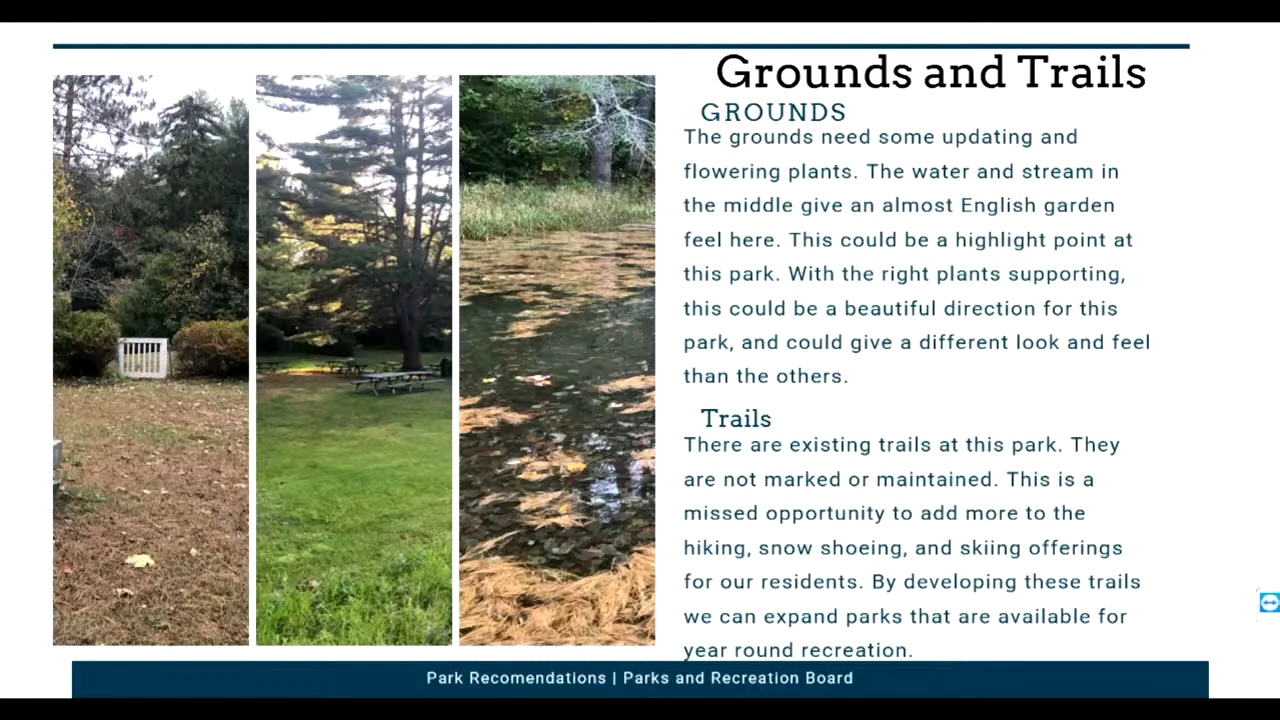 Grounds and Trails
GROUNDS
The grounds need some updating and
flowering plants. The water and stream in
the middle give an almost English garden
feel here. This could be a highlight point at
this park. With the right plants supporting,
this could be a beautiful direction for this
park, and could give a different look and feel
than the others.
Trails
There are existing trails at this park. They
are not marked or maintained. This is a
missed opportunity to add more to the
hiking, snow shoeing, and skiing offerings
for our residents. By developing these trails
we can expand parks that are available for
year round recreation.
Park Recomendations | Parks and Recreation Board